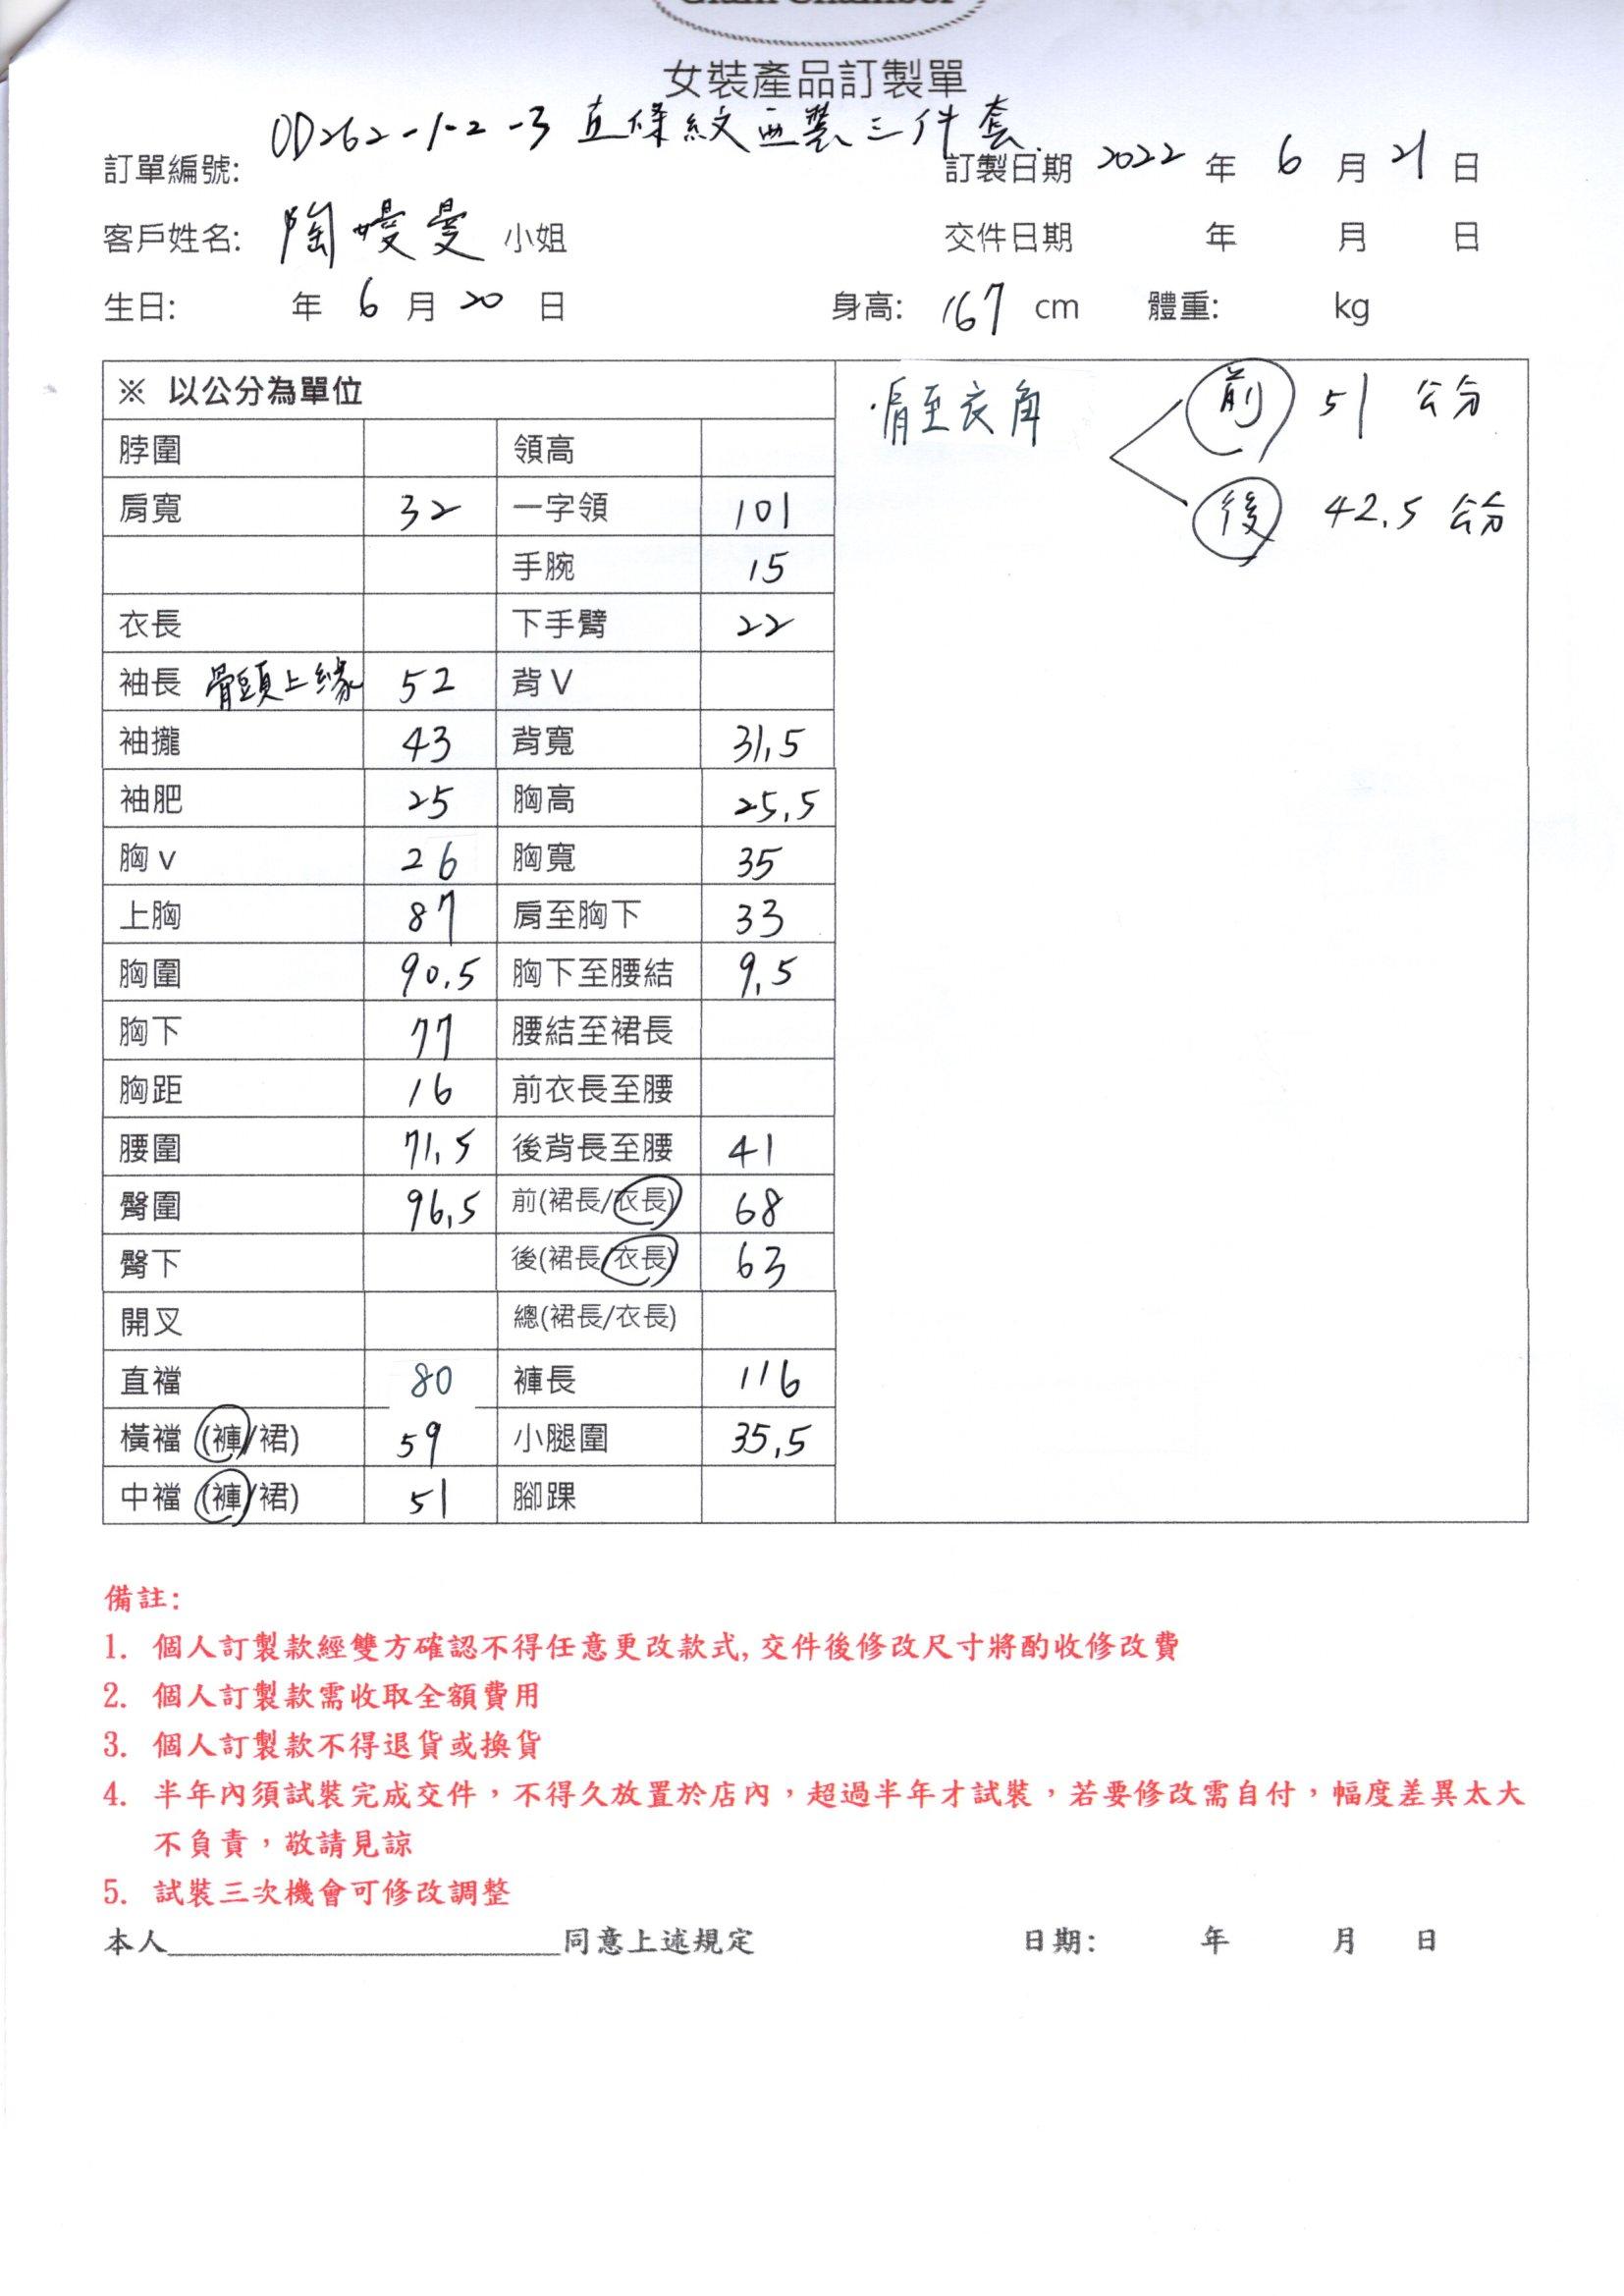 Glam Chamber
女裝產品訂製單
訂單編號: OD262-1-2-3 直條紋西裝三件套. 訂製日期 2022 年 6 月 21 日
客戶姓名: 陶嫚曼 小姐 交件日期 年 月 日
生日: 年 6 月 20 日 身高: 167 cm 體重: kg
※ 以公分為單位
·肩至衣角 前 51 公分
後 42.5 公分
脖圍 領高
肩寬 32 一字領 101
手腕 15
衣長 下手臂 22
袖長 骨頭上緣 52 背V
袖攏 43 背寬 31.5
袖肥 25 胸高 25.5
胸v 26 胸寬 35
上胸 87 肩至胸下 33
胸圍 90.5 胸下至腰結 9.5
胸下 77 腰結至裙長
胸距 16 前衣長至腰
腰圍 71.5 後背長至腰 41
臀圍 96.5 前(裙長/衣長) 68
臀下 後(裙長/衣長) 63
開叉 總(裙長/衣長)
直襠 80 褲長 116
橫襠 (褲/裙) 59 小腿圍 35.5
中襠 (褲/裙) 51 腳踝
備註:
1. 個人訂製款經雙方確認不得任意更改款式,交件後修改尺寸將酌收修改費
2. 個人訂製款需收取全額費用
3. 個人訂製款不得退貨或換貨
4. 半年內須試裝完成交件，不得久放置於店內，超過半年才試裝，若要修改需自付，幅度差異太大
不負責，敬請見諒
5. 試裝三次機會可修改調整
本人________________________同意上述規定 日期: 年 月 日